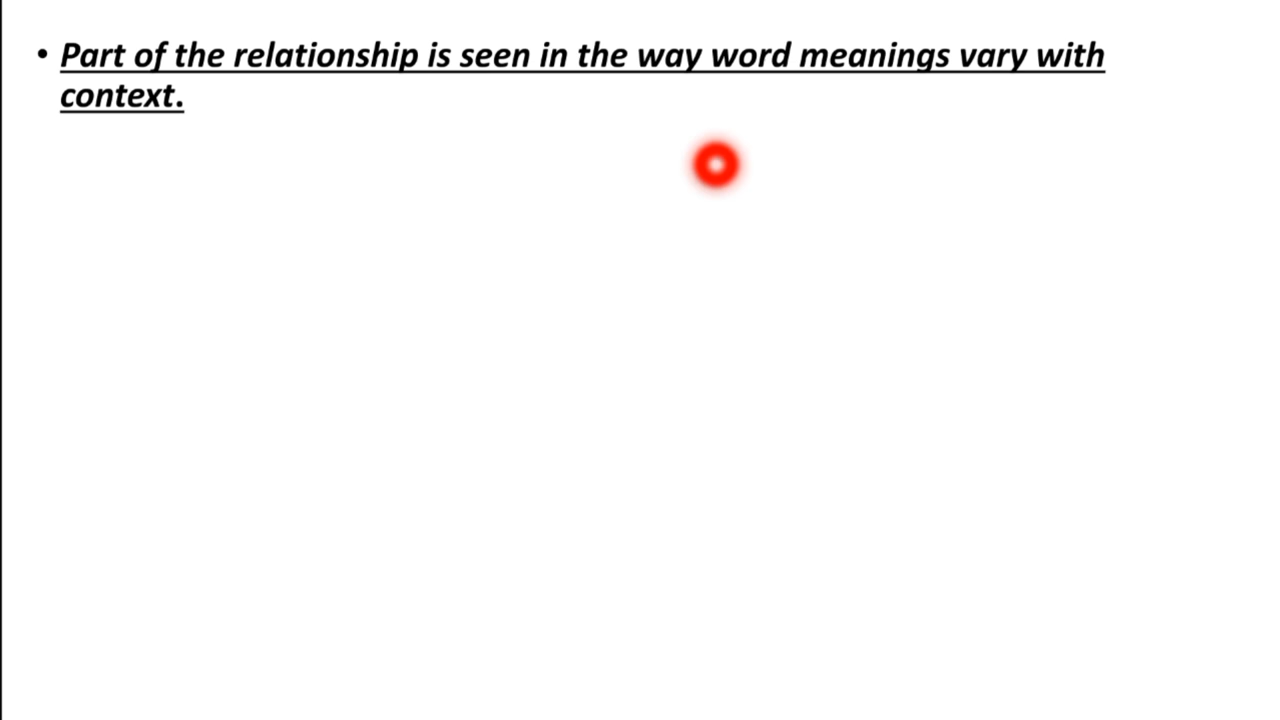 • Part of the relationship is seen in the way word meanings vary with
context.